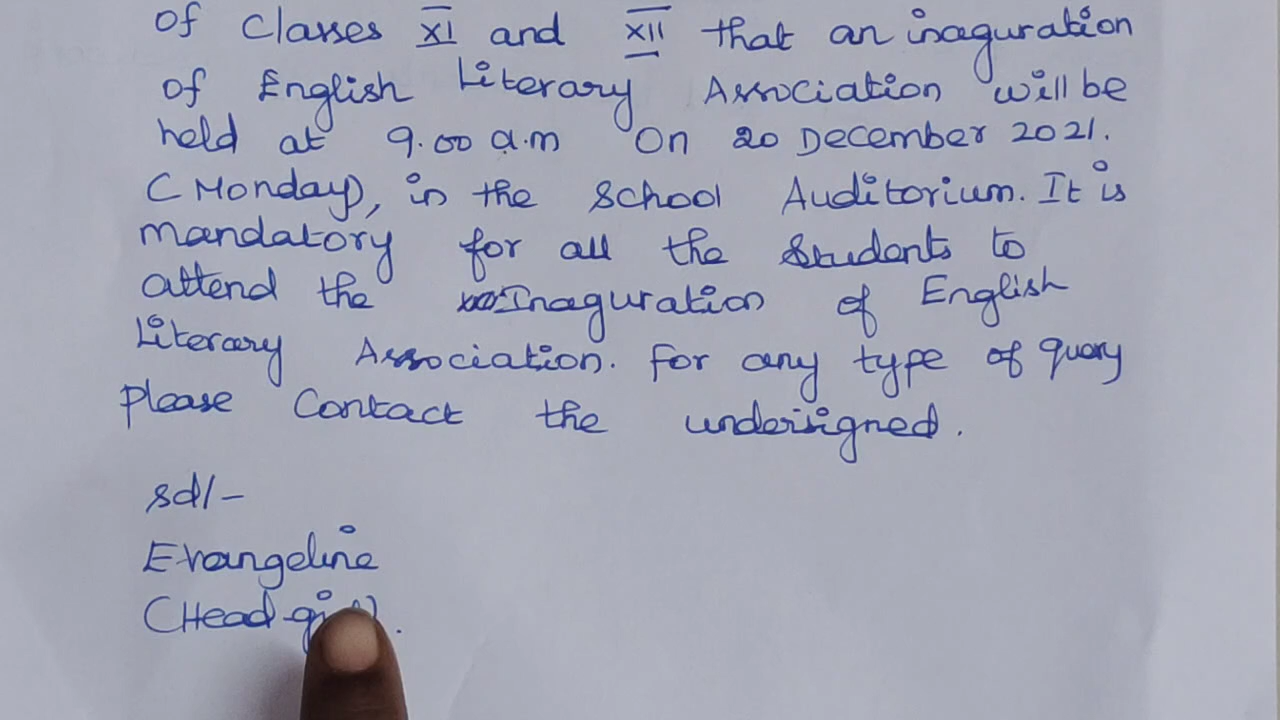 of Classes XI and XII that an inaguration
of English Literary Association will be
held at 9.00 a.m On 20 December 2021.
(Monday), in the School Auditorium. It is
mandatory for all the Students to
attend the Inaguration of English
Literary Association. for any type of query
please Contact the undersigned.
sd/-
Evangeline
(Head girl).